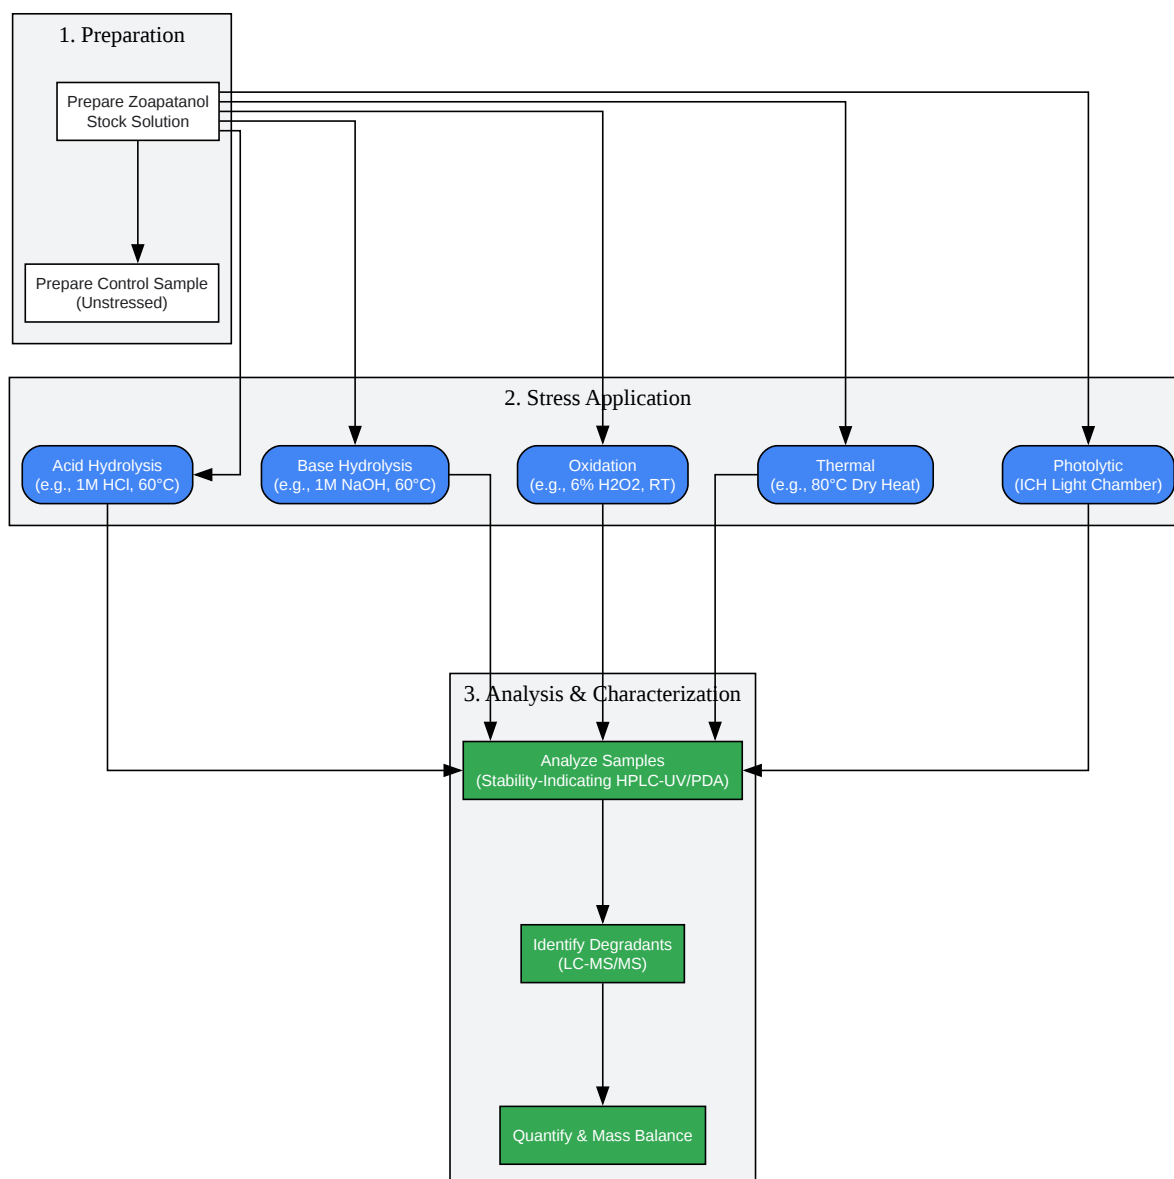 1. Preparation
Prepare Zoapatanol
Stock Solution
Prepare Control Sample
(Unstressed)
2. Stress Application
Acid Hydrolysis
(e.g., 1M HCl, 60°C)
Base Hydrolysis
(e.g., 1M NaOH, 60°C)
Oxidation
(e.g., 6% H2O2, RT)
Thermal
(e.g., 80°C Dry Heat)
Photolytic
(ICH Light Chamber)
3. Analysis & Characterization
Analyze Samples
(Stability-Indicating HPLC-UV/PDA)
Identify Degradants
(LC-MS/MS)
Quantify & Mass Balance